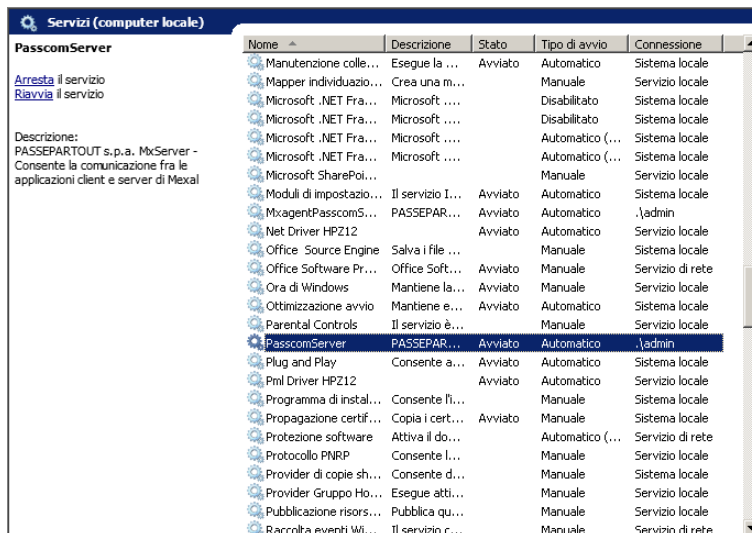 Servizi (computer locale)
PasscomServer
Arresta il servizio
Riavvia il servizio
Descrizione:
PASSEPARTOUT s.p.a. MxServer -
Consente la comunicazione fra le
applicazioni client e server di Mexal
Nome Descrizione Stato Tipo di avvio Connessione
Manutenzione colle... Esegue la ... Avviato Automatico Sistema locale
Mapper individuazio... Crea una m... Manuale Servizio locale
Microsoft .NET Fra... Microsoft .... Disabilitato Sistema locale
Microsoft .NET Fra... Microsoft .... Disabilitato Sistema locale
Microsoft .NET Fra... Microsoft .... Automatico (... Sistema locale
Microsoft .NET Fra... Microsoft .... Automatico (... Sistema locale
Microsoft SharePoi... Manuale Servizio locale
Moduli di impostazio... Il servizio I... Avviato Automatico Sistema locale
MxagentPasscomS... PASSEPAR... Avviato Automatico .\admin
Net Driver HPZ12 Avviato Automatico Servizio locale
Office Source Engine Salva i file ... Manuale Sistema locale
Office Software Pr... Office Soft... Avviato Manuale Servizio di rete
Ora di Windows Mantiene la... Avviato Manuale Servizio locale
Ottimizzazione avvio Mantiene e... Avviato Automatico Sistema locale
Parental Controls Il servizio è... Manuale Servizio locale
PasscomServer PASSEPAR... Avviato Automatico .\admin
Plug and Play Consente a... Avviato Automatico Sistema locale
Pml Driver HPZ12 Avviato Automatico Servizio locale
Programma di instal... Consente l'i... Manuale Sistema locale
Propagazione certif... Copia i cert... Avviato Manuale Sistema locale
Protezione software Attiva il do... Automatico (... Servizio di rete
Protocollo PNRP Consente l... Manuale Servizio locale
Provider di copie sh... Consente d... Manuale Sistema locale
Provider Gruppo Ho... Esegue atti... Manuale Servizio locale
Pubblicazione risors... Pubblica qu... Manuale Servizio locale
Raccolta eventi Wi... Il servizio c... Manuale Servizio di rete